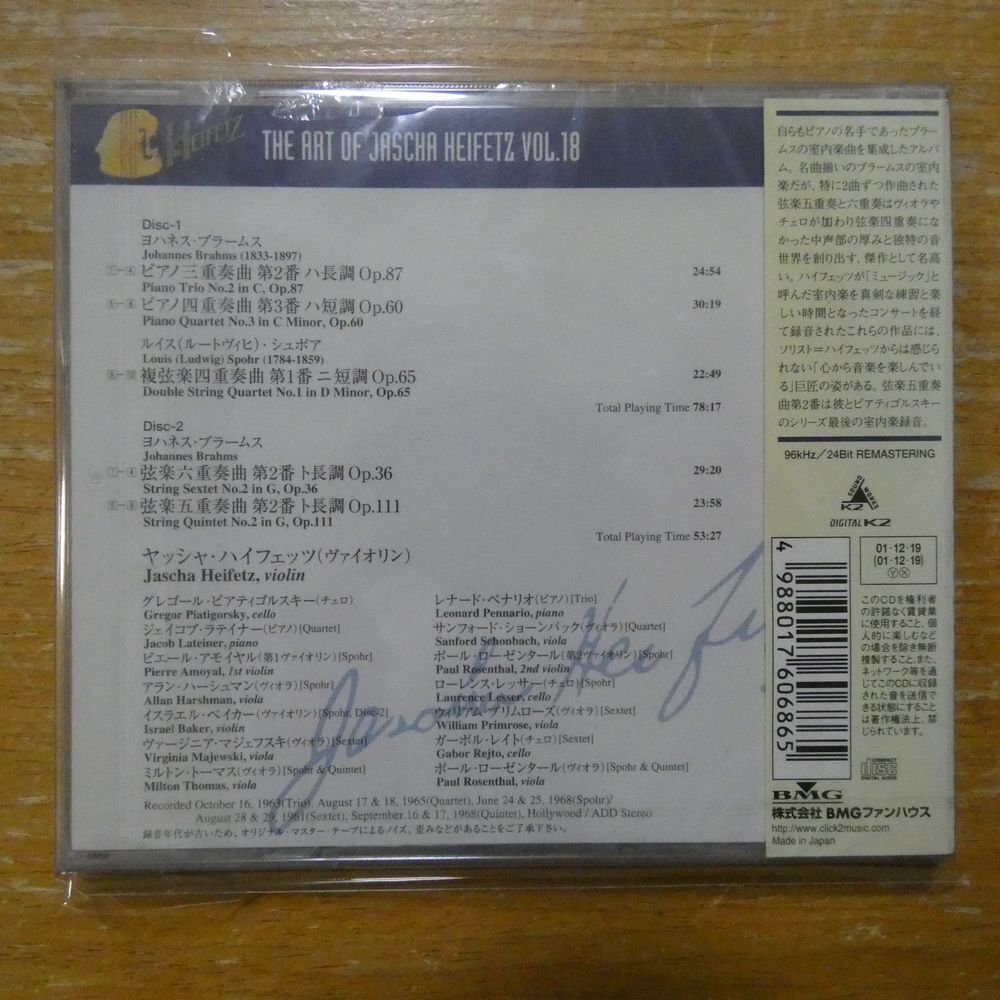 HEIFETZ
THE ART OF JASCHA HEIFETZ VOL.18
Disc-1
ヨハネス・ブラームス
Johannes Brahms (1833-1897)
1-4 ピアノ三重奏曲 第2番 ハ長調 Op.87 24:54
Piano Trio No.2 in C, Op.87
ピアノ四重奏曲 第3番 ハ短調 Op.60 30:19
Piano Quartet No.3 in C Minor, Op.60
ルイス(ルートヴィヒ)・シュポア
Louis (Ludwig) Spohr (1784-1859)
複弦楽四重奏曲 第1番 ニ短調 Op.65 22:49
Double String Quartet No.1 in D Minor, Op.65
Total Playing Time 78:17
Disc-2
ヨハネス・ブラームス
Johannes Brahms
1-4 弦楽六重奏曲 第2番 ト長調 Op.36 29:20
String Sextet No.2 in G, Op.36
5-8 弦楽五重奏曲 第2番 ト長調 Op.111 23:58
String Quintet No.2 in G, Op.111
Total Playing Time 53:27
ヤッシャ・ハイフェッツ(ヴァイオリン)
Jascha Heifetz, violin
グレゴール・ピアティゴルスキー(チェロ)
Gregor Piatigorsky, cello
ジェイコブ・ラテイナー(ピアノ)[Quartet]
Jacob Lateiner, piano
ピエール・アモイヤル(第1ヴァイオリン)[Spohr]
Pierre Amoyal, 1st violin
アラン・ハーシュマン(ヴィオラ)[Spohr]
Allan Harshman, viola
イスラエル・ベイカー(ヴァイオリン)[Spohr, Disc-2]
Israel Baker, violin
ヴァージニア・マジェフスキ(ヴィオラ)[Sextet]
Virginia Majewski, viola
ミルトン・トーマス(ヴィオラ)[Spohr & Quintet]
Milton Thomas, viola
レナード・ペナリオ(ピアノ)[Trio]
Leonard Pennario, piano
サンフォード・ショーンバック(ヴィオラ)[Quartet]
Sanford Schonbach, viola
ポール・ローゼンタール(第2ヴァイオリン)[Spohr]
Paul Rosenthal, 2nd violin
ローレンス・レッサー(チェロ)[Spohr]
Laurence Lesser, cello
ウィリアム・プリムローズ(ヴィオラ)[Sextet]
William Primrose, viola
ガーボル・レイト(チェロ)[Sextet]
Gabor Rejto, cello
ポール・ローゼンタール(ヴィオラ)[Spohr & Quintet]
Paul Rosenthal, viola
Recorded October 16, 1963(Trio), August 17 & 18, 1965(Quartet), June 24 & 25, 1968(Spohr)/
August 28 & 29, 1961(Sextet), September 16 & 17, 1968(Quintet), Hollywood / ADD Stereo
録音年代が古いため、オリジナル・マスター・テープによるノイズ、歪みなどがあることをご了承下さい。
自らもピアノの名手であったブラー
ムスの室内楽曲を集成したアルバ
ム。名曲揃いのブラームスの室内
楽だが、特に2曲ずつ作曲された
弦楽五重奏と六重奏はヴィオラや
チェロが加わり弦楽四重奏にな
かった中声部の厚みと独特の音
世界を創り出す、傑作として名高
い。ハイフェッツが「ミュージック」と
呼んだ室内楽を真剣な練習と楽
しい時間となったコンサートを経
て録音されたこれらの作品には、
ソリスト=ハイフェッツからは感じら
れない「心から音楽を楽しんでい
る」巨匠の姿がある。弦楽五重奏
曲第2番は彼とピアティゴルスキー
のシリーズ最後の室内楽録音。
96kHz/24Bit REMASTERING
SOUND WORKS
K2
DIGITAL K2
4 988017 606865
01・12・19
(01・12・19)
Y X
このCDを権利者
の許諾なく賃貸業
に使用すること、個
人的に楽しむなど
の場合を除き無断
複製すること、また、
ネットワーク等を通
じてこのCDに収録
された音を送信で
きる状態にすること
は著作権法上、禁
じられています。
COMPACT
disc
DIGITAL AUDIO
BMG
株式会社 BMGファンハウス
http://www.click2music.com
Made in Japan